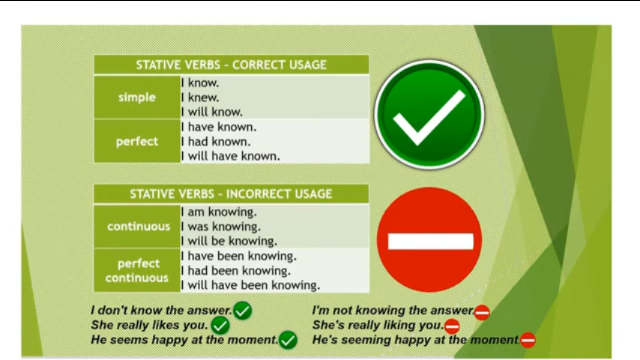 STATIVE VERBS - CORRECT USAGE
simple
I know.
I knew.
I will know.
perfect
I have known.
I had known.
I will have known.
STATIVE VERBS - INCORRECT USAGE
continuous
I am knowing.
I was knowing.
I will be knowing.
perfect
continuous
I have been knowing.
I had been knowing.
I will have been knowing.
I don't know the answer.
She really likes you.
He seems happy at the moment.
I'm not knowing the answer.
She's really liking you.
He's seeming happy at the moment.